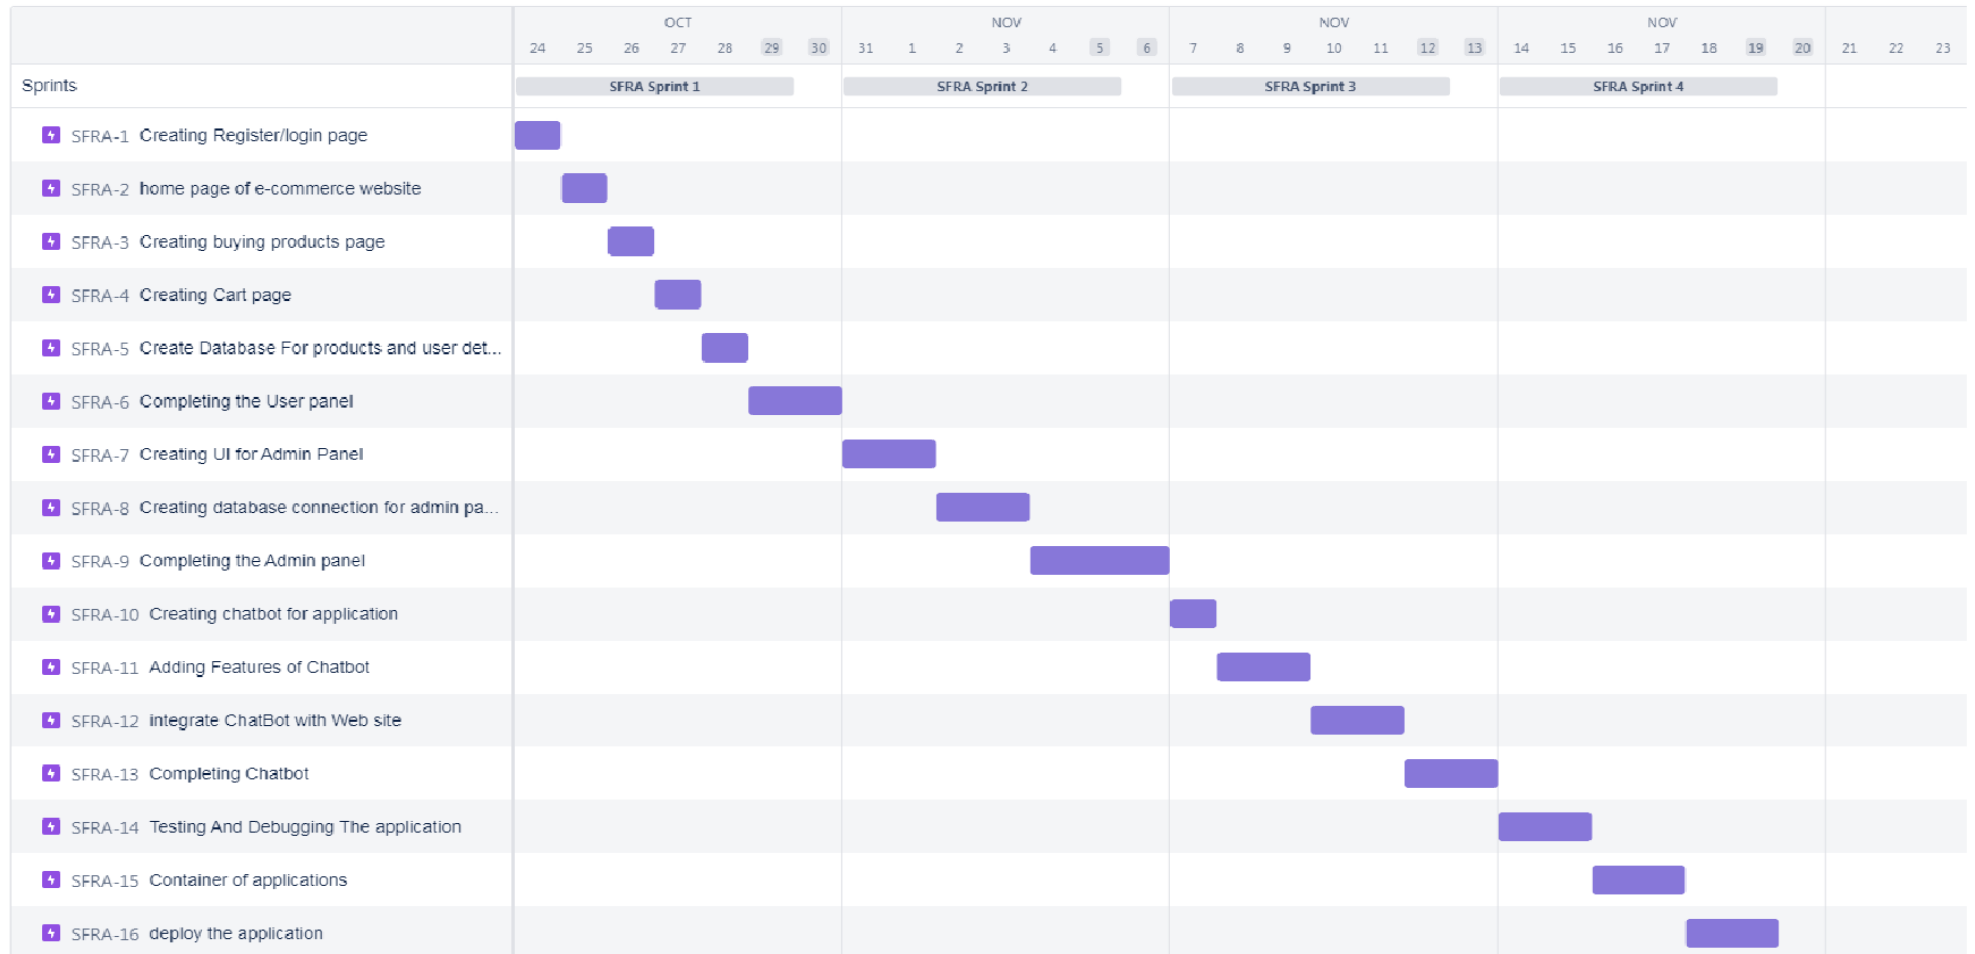 OCT NOV NOV NOV
24 25 26 27 28 29 30 31 1 2 3 4 5 6 7 8 9 10 11 12 13 14 15 16 17 18 19 20 21 22 23
Sprints SFRA Sprint 1 SFRA Sprint 2 SFRA Sprint 3 SFRA Sprint 4
SFRA-1 Creating Register/login page
SFRA-2 home page of e-commerce website
SFRA-3 Creating buying products page
SFRA-4 Creating Cart page
SFRA-5 Create Database For products and user det...
SFRA-6 Completing the User panel
SFRA-7 Creating UI for Admin Panel
SFRA-8 Creating database connection for admin pa...
SFRA-9 Completing the Admin panel
SFRA-10 Creating chatbot for application
SFRA-11 Adding Features of Chatbot
SFRA-12 integrate ChatBot with Web site
SFRA-13 Completing Chatbot
SFRA-14 Testing And Debugging The application
SFRA-15 Container of applications
SFRA-16 deploy the application